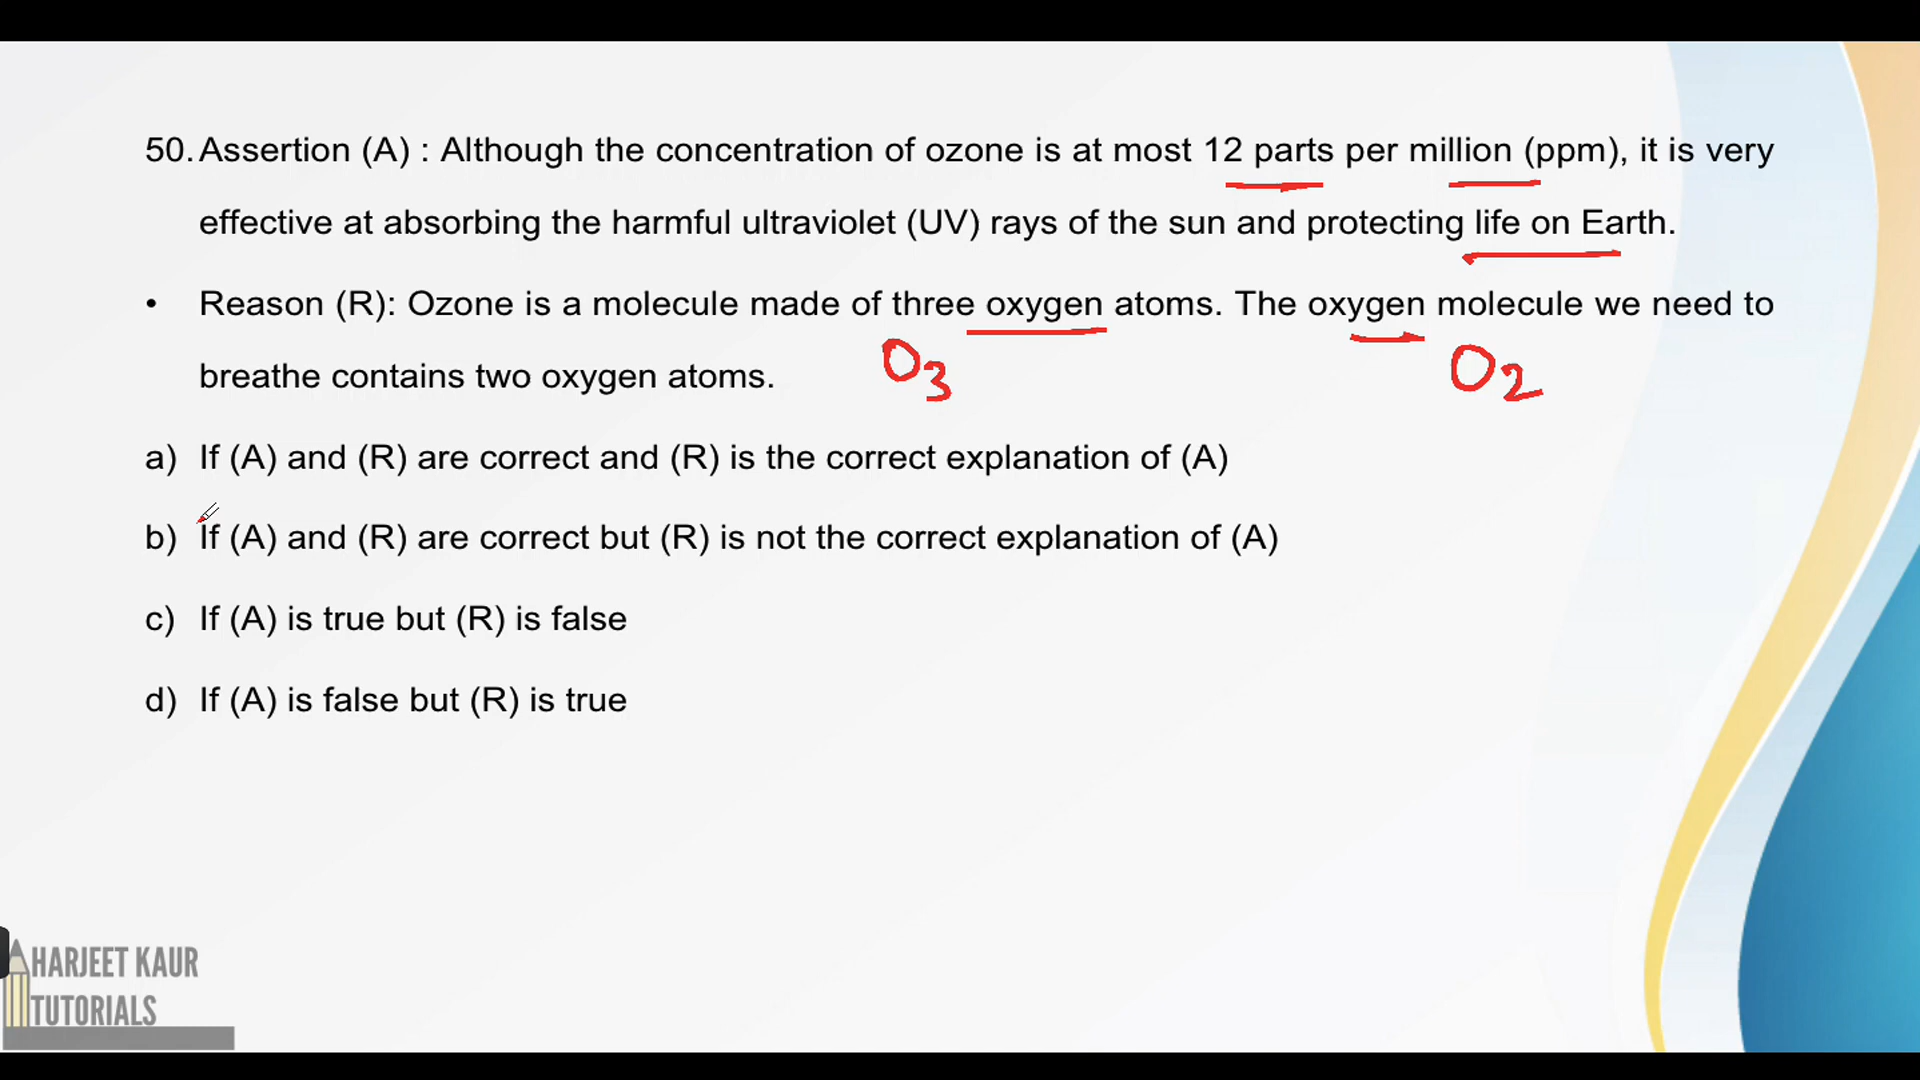 50. Assertion (A) : Although the concentration of ozone is at most 12 parts per million (ppm), it is very
effective at absorbing the harmful ultraviolet (UV) rays of the sun and protecting life on Earth.
• Reason (R): Ozone is a molecule made of three oxygen atoms. The oxygen molecule we need to
breathe contains two oxygen atoms.
O3 O2
a) If (A) and (R) are correct and (R) is the correct explanation of (A)
b) If (A) and (R) are correct but (R) is not the correct explanation of (A)
c) If (A) is true but (R) is false
d) If (A) is false but (R) is true
HARJEET KAUR
TUTORIALS